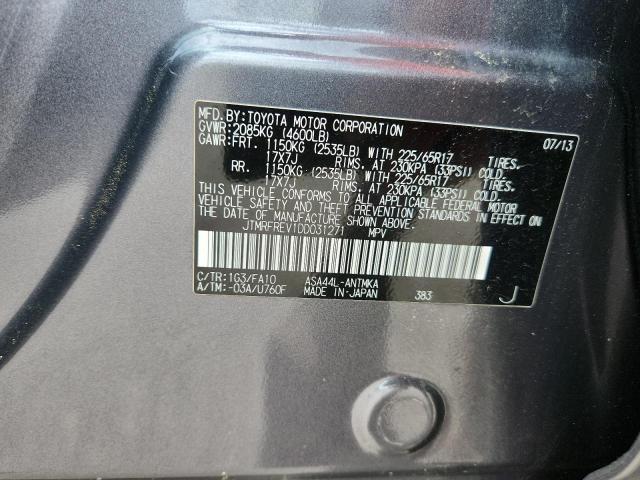 MFD.BY:TOYOTA MOTOR CORPORATION 07/13
GVWR:2085KG (4600LB)
GAWR:FRT. 1150KG (2535LB) WITH 225/65R17 TIRES.
17X7J RIMS. AT 230KPA (33PSI) COLD.
RR. 1150KG (2535LB) WITH 225/65R17 TIRES.
17X7J RIMS. AT 230KPA (33PSI) COLD.
THIS VEHICLE CONFORMS TO ALL APPLICABLE FEDERAL MOTOR
VEHICLE SAFETY AND THEFT PREVENTION STANDARDS IN
EFFECT ON THE DATE OF MANUFACTURE SHOWN ABOVE.
JTMRFREV1DD031271 MPV
C/TR:1G3/FA10 ASA44L-ANTMKA
A/TM:-03A/U760F MADE IN JAPAN 383 J